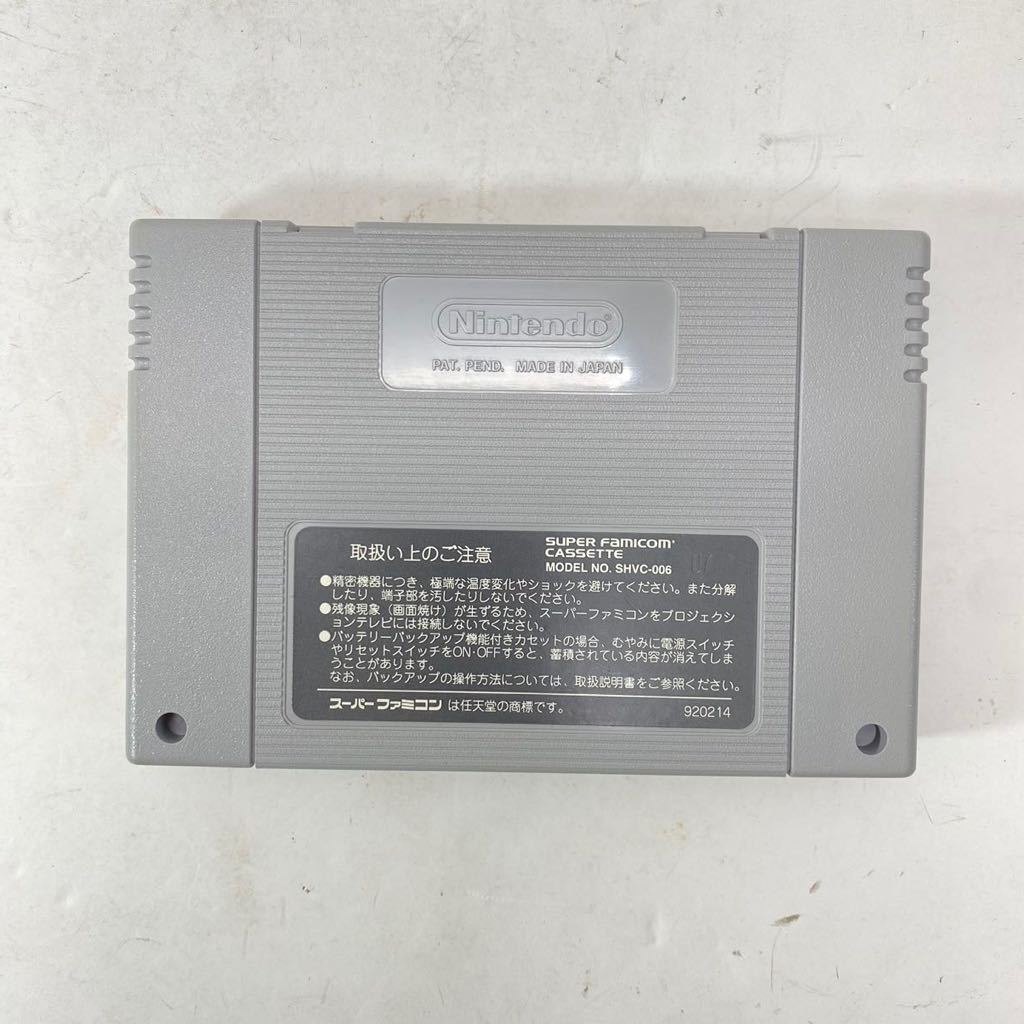 Nintendo®
PAT. PEND. MADE IN JAPAN
取扱い上のご注意
SUPER FAMICOM
CASSETTE
MODEL NO. SHVC-006
07
●精密機器につき、極端な温度変化やショックを避けてください。また分解
したり、端子部を汚したりしないでください。
●残像現象(画面焼け)が生ずるため、スーパーファミコンをプロジェクシ
ョンテレビには接続しないでください。
●バッテリーバックアップ機能付きカセットの場合、むやみに電源スイッチ
やリセットスイッチをON・OFFすると、蓄積されている内容が消えてしま
うことがあります。
なお、バックアップの操作方法については、取扱説明書をご参照ください。
スーパーファミコンは任天堂の商標です。
920214